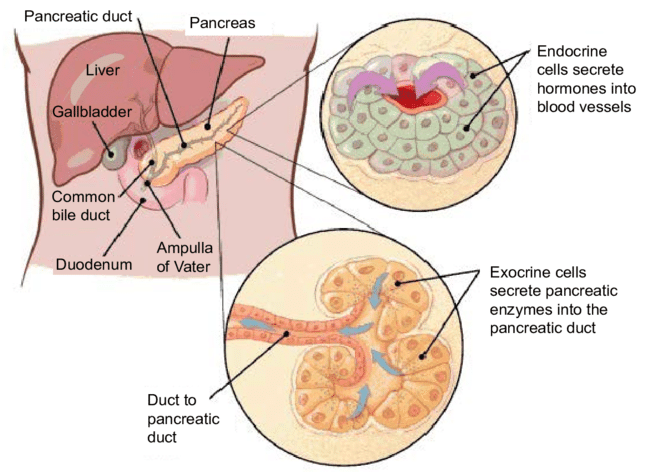 Pancreatic duct
Pancreas
Liver
Gallbladder
Common
bile duct
Duodenum
Ampulla
of Vater
Endocrine
cells secrete
hormones into
blood vessels
Exocrine cells
secrete pancreatic
enzymes into the
pancreatic duct
Duct to
pancreatic
duct